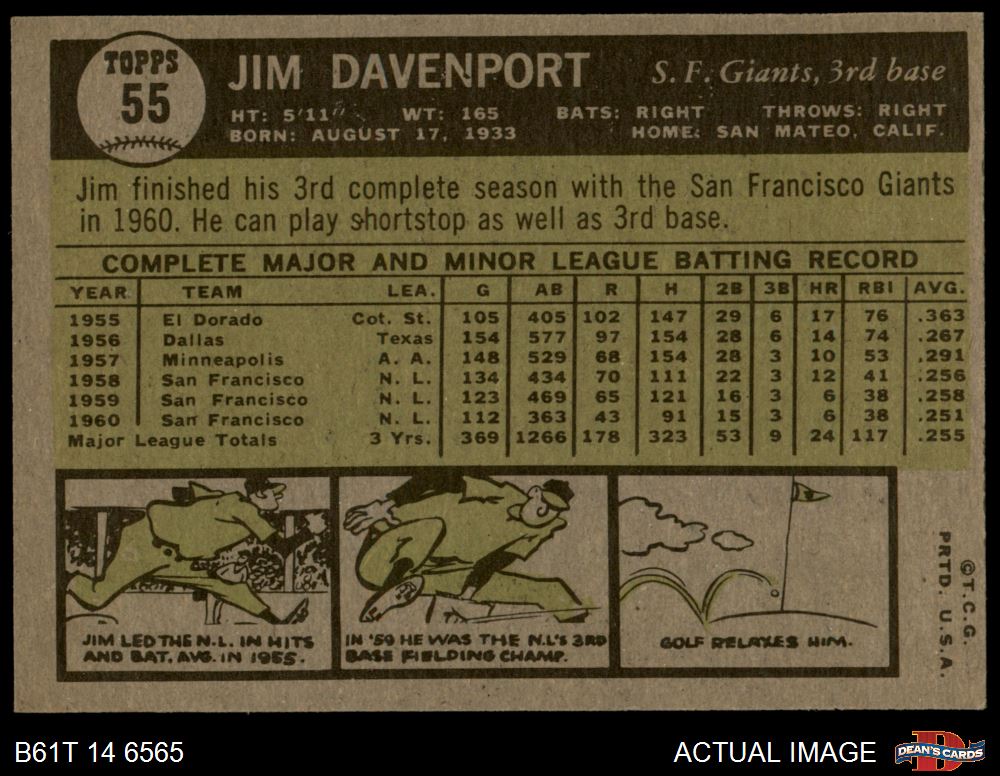 TOPPS
55
JIM DAVENPORT
S. F. Giants, 3rd base
HT: 5'11" WT: 165 BATS: RIGHT THROWS: RIGHT
BORN: AUGUST 17, 1933 HOME: SAN MATEO, CALIF.
Jim finished his 3rd complete season with the San Francisco Giants
in 1960. He can play shortstop as well as 3rd base.
COMPLETE MAJOR AND MINOR LEAGUE BATTING RECORD
YEAR TEAM LEA. G AB R H 2B 3B HR RBI AVG.
1955 El Dorado Cot. St. 105 405 102 147 29 6 17 76 .363
1956 Dallas Texas 154 577 97 154 28 6 14 74 .267
1957 Minneapolis A. A. 148 529 68 154 28 3 10 53 .291
1958 San Francisco N. L. 134 434 70 111 22 3 12 41 .256
1959 San Francisco N. L. 123 469 65 121 16 3 6 38 .258
1960 San Francisco N. L. 112 363 43 91 15 3 6 38 .251
Major League Totals 3 Yrs. 369 1266 178 323 53 9 24 117 .255
JIM LED THE N.L. IN HITS
AND BAT. AVG. IN 1955.
IN '59 HE WAS THE N.L'S 3RD
BASE FIELDING CHAMP.
GOLF RELAXES HIM.
©T.C.G.
PRTD. U.S.A.
B61T 14 6565
ACTUAL IMAGE
D
DEAN'S CARDS